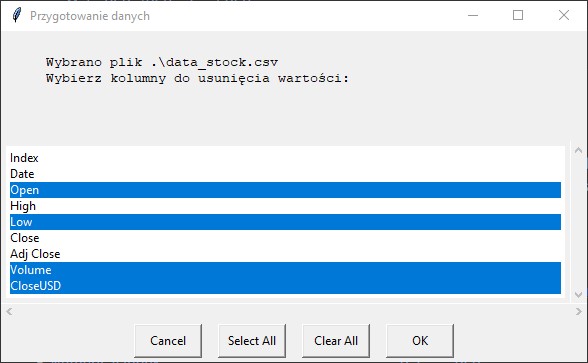 Przygotowanie danych
Wybrano plik .\data_stock.csv
Wybierz kolumny do usunięcia wartości:
Index
Date
Open
High
Low
Close
Adj Close
Volume
CloseUSD
Cancel Select All Clear All OK